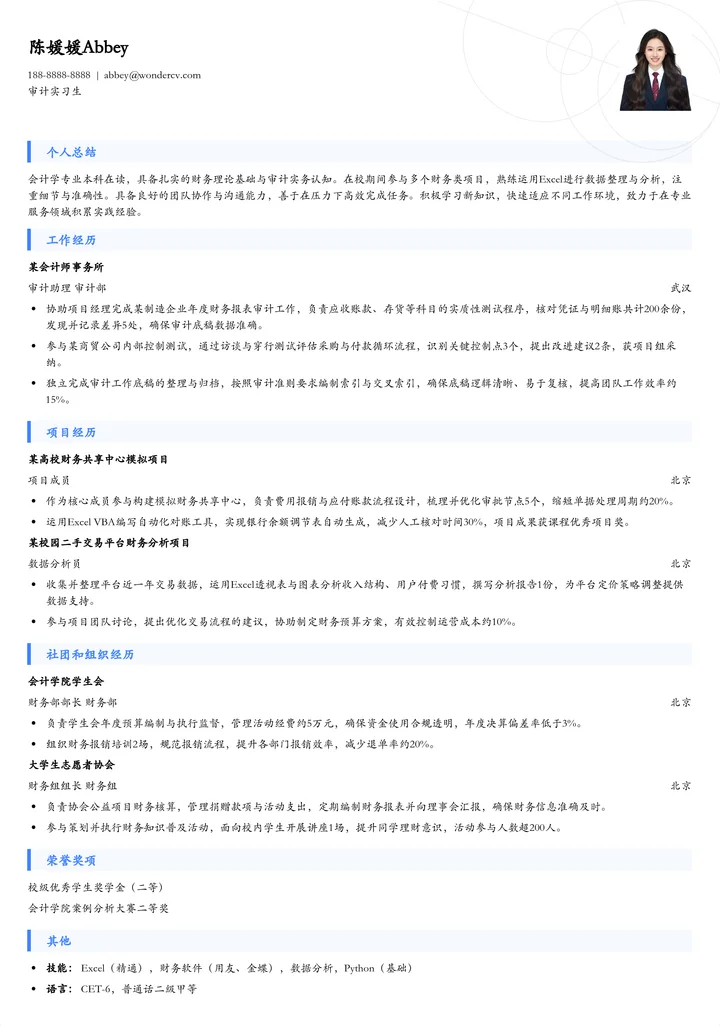 陈媛媛Abbey
188-8888-8888 | abbey@wondercv.com
审计实习生
个人总结
会计学专业本科在读，具备扎实的财务理论基础与审计实务认知。在校期间参与多个财务类项目，熟练运用Excel进行数据整理与分析，注
重细节与准确性。具备良好的团队协作与沟通能力，善于在压力下高效完成任务。积极学习新知识，快速适应不同工作环境，致力于在专业
服务领域积累实践经验。
工作经历
某会计师事务所
审计助理 审计部 武汉
• 协助项目经理完成某制造企业年度财务报表审计工作，负责应收账款、存货等科目的实质性测试程序，核对凭证与明细账共计200余份，
发现并记录差异5处，确保审计底稿数据准确。
• 参与某商贸公司内部控制测试，通过访谈与穿行测试评估采购与付款循环流程，识别关键控制点3个，提出改进建议2条，获项目组采
纳。
• 独立完成审计工作底稿的整理与归档，按照审计准则要求编制索引与交叉索引，确保底稿逻辑清晰、易于复核，提高团队工作效率约
15%。
项目经历
某高校财务共享中心模拟项目
项目成员 北京
• 作为核心成员参与构建模拟财务共享中心，负责费用报销与应付账款流程设计，梳理并优化审批节点5个，缩短单据处理周期约20%。
• 运用Excel VBA编写自动化对账工具，实现银行余额调节表自动生成，减少人工核对时间30%，项目成果获课程优秀项目奖。
某校园二手交易平台财务分析项目
数据分析员 北京
• 收集并整理平台近一年交易数据，运用Excel透视表与图表分析收入结构、用户付费习惯，撰写分析报告1份，为平台定价策略调整提供
数据支持。
• 参与项目团队讨论，提出优化交易流程的建议，协助制定财务预算方案，有效控制运营成本约10%。
社团和组织经历
会计学院学生会
财务部部长 财务部 北京
• 负责学生会年度预算编制与执行监督，管理活动经费约5万元，确保资金使用合规透明，年度决算偏差率低于3%。
• 组织财务报销培训2场，规范报销流程，提升各部门报销效率，减少退单率约20%。
大学生志愿者协会
财务组组长 财务组 北京
• 负责协会公益项目财务核算，管理捐赠款项与活动支出，定期编制财务报表并向理事会汇报，确保财务信息准确及时。
• 参与策划并执行财务知识普及活动，面向校内学生开展讲座1场，提升同学理财意识，活动参与人数超200人。
荣誉奖项
校级优秀学生奖学金（二等）
会计学院案例分析大赛二等奖
其他
• 技能： Excel（精通），财务软件（用友、金蝶），数据分析，Python（基础）
• 语言： CET-6，普通话二级甲等